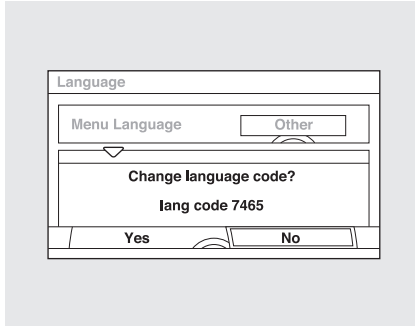 Language
Menu Language Other
Change language code?
lang code 7465
Yes No